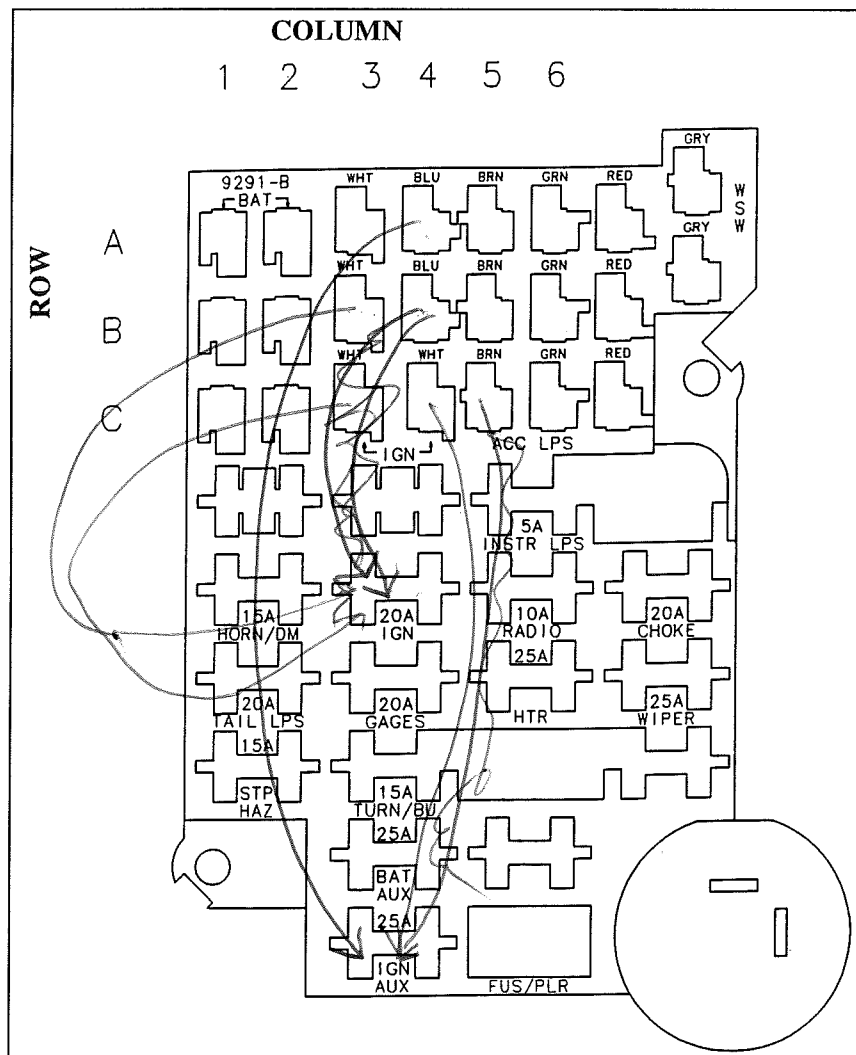 COLUMN
1 2 3 4 5 6
GRY
9291-B WHT BLU BRN GRN RED
BAT
WSW
ROW
A
GRY
WHT BLU BRN GRN RED
B
WHT WHT BRN GRN RED
C
IGN ACC LPS
5A
INSTR LPS
15A 20A 10A 20A
HORN/DM IGN RADIO CHOKE
25A
20A 20A 25A
TAIL LPS GAGES HTR WIPER
15A
STP 15A
HAZ TURN/BU
25A
BAT
AUX
25A
IGN
AUX FUS/PLR